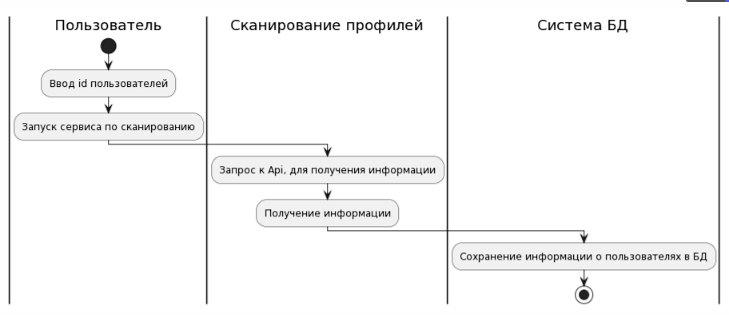 Пользователь
Сканирование профилей
Система БД
Ввод id пользователей
Запуск сервиса по сканированию
Запрос к Api, для получения информации
Получение информации
Сохранение информации о пользователях в БД